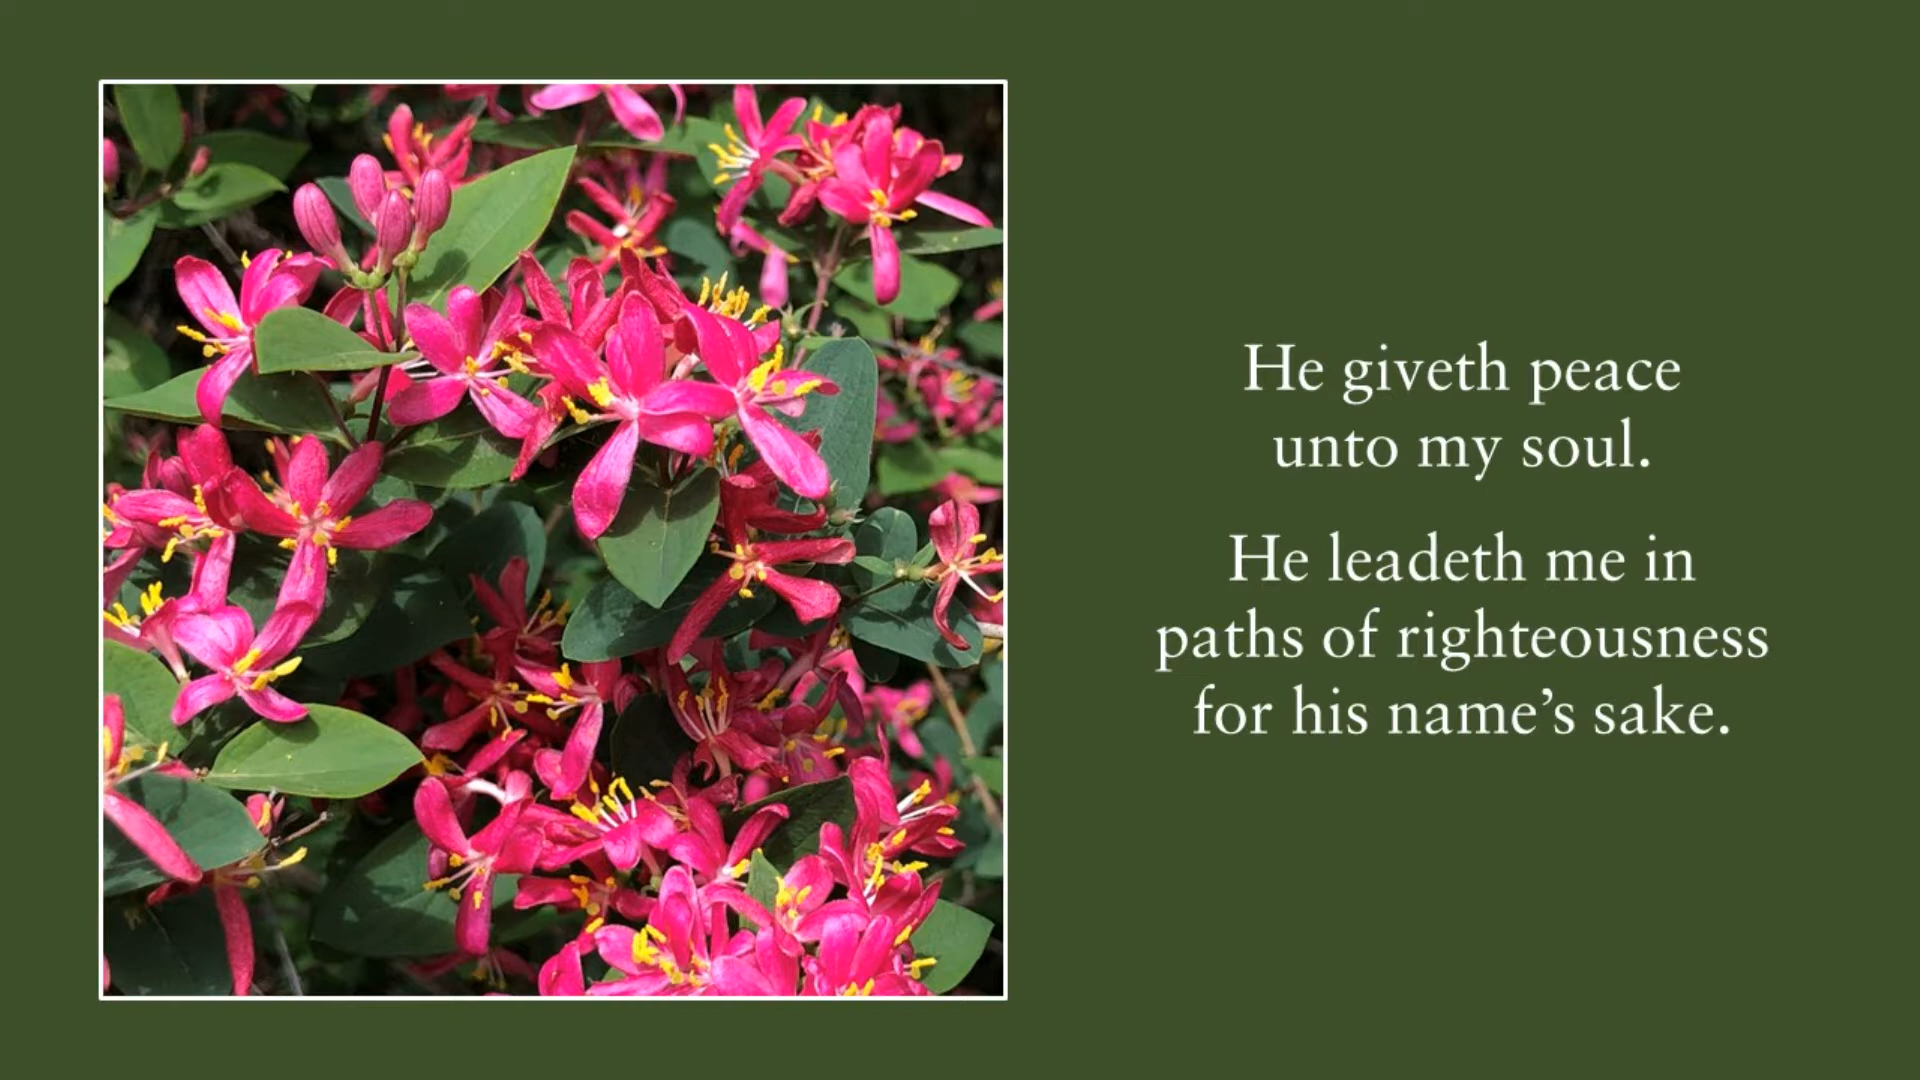 He giveth peace
unto my soul.
He leadeth me in
paths of righteousness
for his name’s sake.